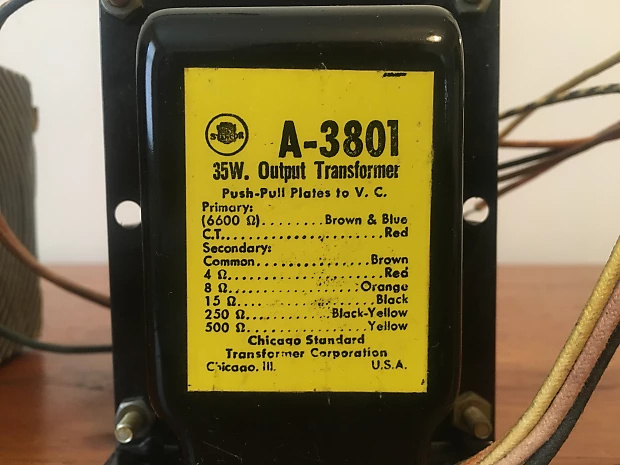 STANCOR
A-3801
35W. Output Transformer
Push-Pull Plates to V. C.
Primary:
(6600 Ω)........Brown & Blue
C.T.......................Red
Secondary:
Common...............Brown
4 Ω.......................Red
8 Ω...................Orange
15 Ω....................Black
250 Ω............Black-Yellow
500 Ω..................Yellow
Chicago Standard
Transformer Corporation
Chicago, Ill. U.S.A.